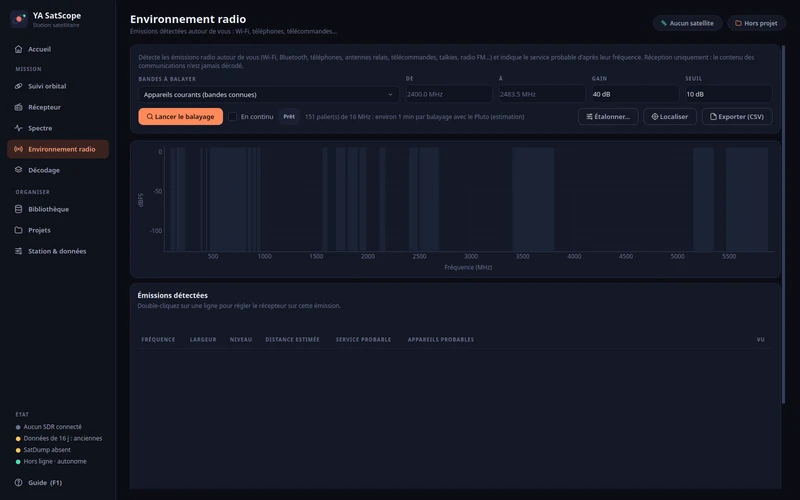 YA SatScope
Station satellitaire
Accueil
MISSION
Suivi orbital
Récepteur
Spectre
Environnement radio
Décodage
ORGANISER
Bibliothèque
Projets
Station & données
ÉTAT
Aucun SDR connecté
Données de 16 j : anciennes
SatDump absent
Hors ligne · autonome
Guide (F1)
Environnement radio
Émissions détectées autour de vous : Wi-Fi, téléphones, télécommandes…
Aucun satellite
Hors projet
Détecte les émissions radio autour de vous (Wi-Fi, Bluetooth, téléphones, antennes relais, télécommandes, talkies, radio FM…) et indique le service probable d'après leur fréquence. Réception uniquement : le contenu des
communications n'est jamais décodé.
BANDES À BALAYER
DE
À
GAIN
SEUIL
Appareils courants (bandes connues)
2400.0 MHz
2483.5 MHz
40 dB
10 dB
Lancer le balayage
En continu
Prêt
151 palier(s) de 16 MHz : environ 1 min par balayage avec le Pluto (estimation)
Étalonner…
Localiser
Exporter (CSV)
0
-50
-100
dBFS
500
1000
1500
2000
2500
3000
3500
4000
4500
5000
5500
Fréquence (MHz)
Émissions détectées
Double-cliquez sur une ligne pour régler le récepteur sur cette émission.
FRÉQUENCE
LARGEUR
NIVEAU
DISTANCE ESTIMÉE
SERVICE PROBABLE
APPAREILS PROBABLES
VU